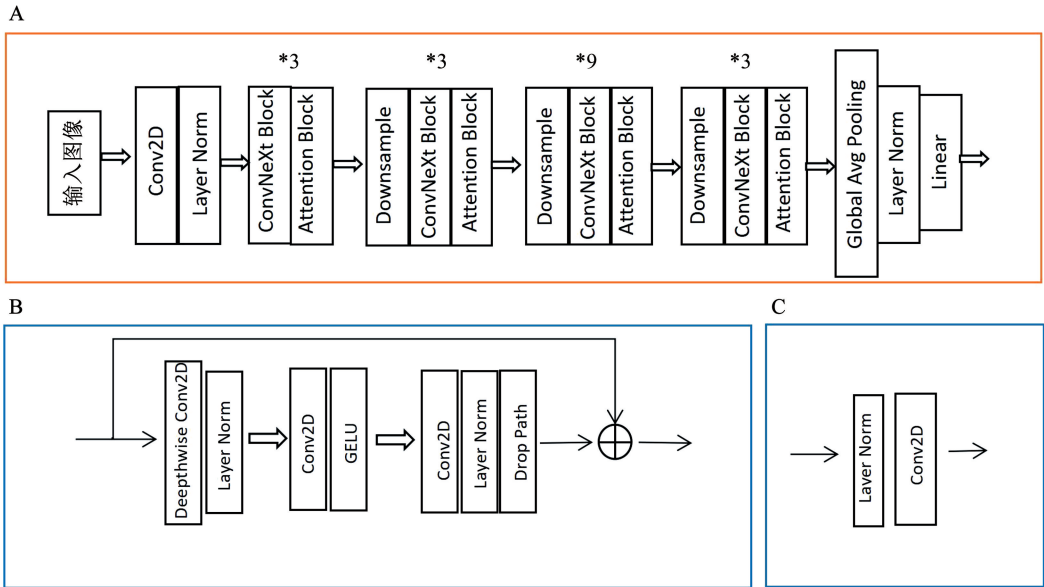 A
*3
*3
*9
*3
输入图像
Conv2D
Layer Norm
ConvNeXt Block
Attention Block
Downsample
ConvNeXt Block
Attention Block
Downsample
ConvNeXt Block
Attention Block
Downsample
ConvNeXt Block
Attention Block
Global Avg Pooling
Layer Norm
Linear
B
Deepthwise Conv2D
Layer Norm
Conv2D
GELU
Conv2D
Layer Norm
Drop Path
C
Layer Norm
Conv2D